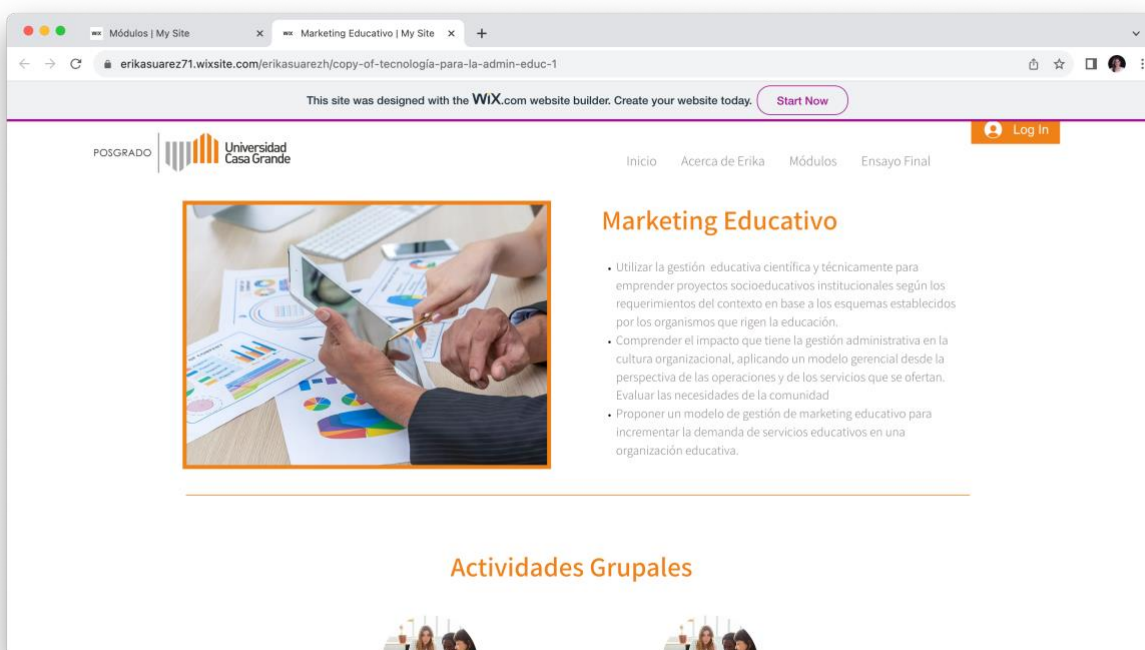 Módulos | My Site
Marketing Educativo | My Site
erikasuarez71.wixsite.com/erikasuarezh/copy-of-tecnología-para-la-admin-educ-1
This site was designed with the WiX.com website builder. Create your website today. Start Now
Log In
POSGRADO
Universidad
Casa Grande
Inicio Acerca de Erika Módulos Ensayo Final
Marketing Educativo
• Utilizar la gestión educativa científica y técnicamente para
emprender proyectos socioeducativos institucionales según los
requerimientos del contexto en base a los esquemas establecidos
por los organismos que rigen la educación.
• Comprender el impacto que tiene la gestión administrativa en la
cultura organizacional, aplicando un modelo gerencial desde la
perspectiva de las operaciones y de los servicios que se ofertan.
Evaluar las necesidades de la comunidad
• Proponer un modelo de gestión de marketing educativo para
incrementar la demanda de servicios educativos en una
organización educativa.
Actividades Grupales